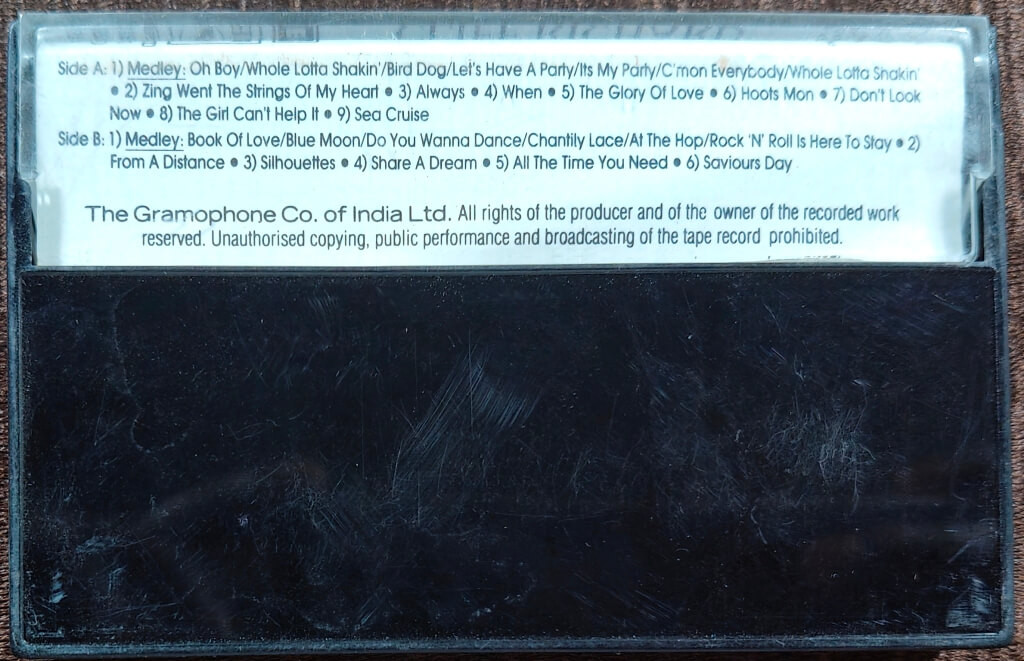 Side A: 1) Medley: Oh Boy/Whole Lotta Shakin'/Bird Dog/Let's Have A Party/Its My Party/C'mon Everybody/Whole Lotta Shakin'
• 2) Zing Went The Strings Of My Heart • 3) Always • 4) When • 5) The Glory Of Love • 6) Hoots Mon • 7) Don't Look
Now • 8) The Girl Can't Help It • 9) Sea Cruise
Side B: 1) Medley: Book Of Love/Blue Moon/Do You Wanna Dance/Chantily Lace/At The Hop/Rock 'N' Roll Is Here To Stay • 2)
From A Distance • 3) Silhouettes • 4) Share A Dream • 5) All The Time You Need • 6) Saviours Day
The Gramophone Co. of India Ltd. All rights of the producer and of the owner of the recorded work
reserved. Unauthorised copying, public performance and broadcasting of the tape record prohibited.